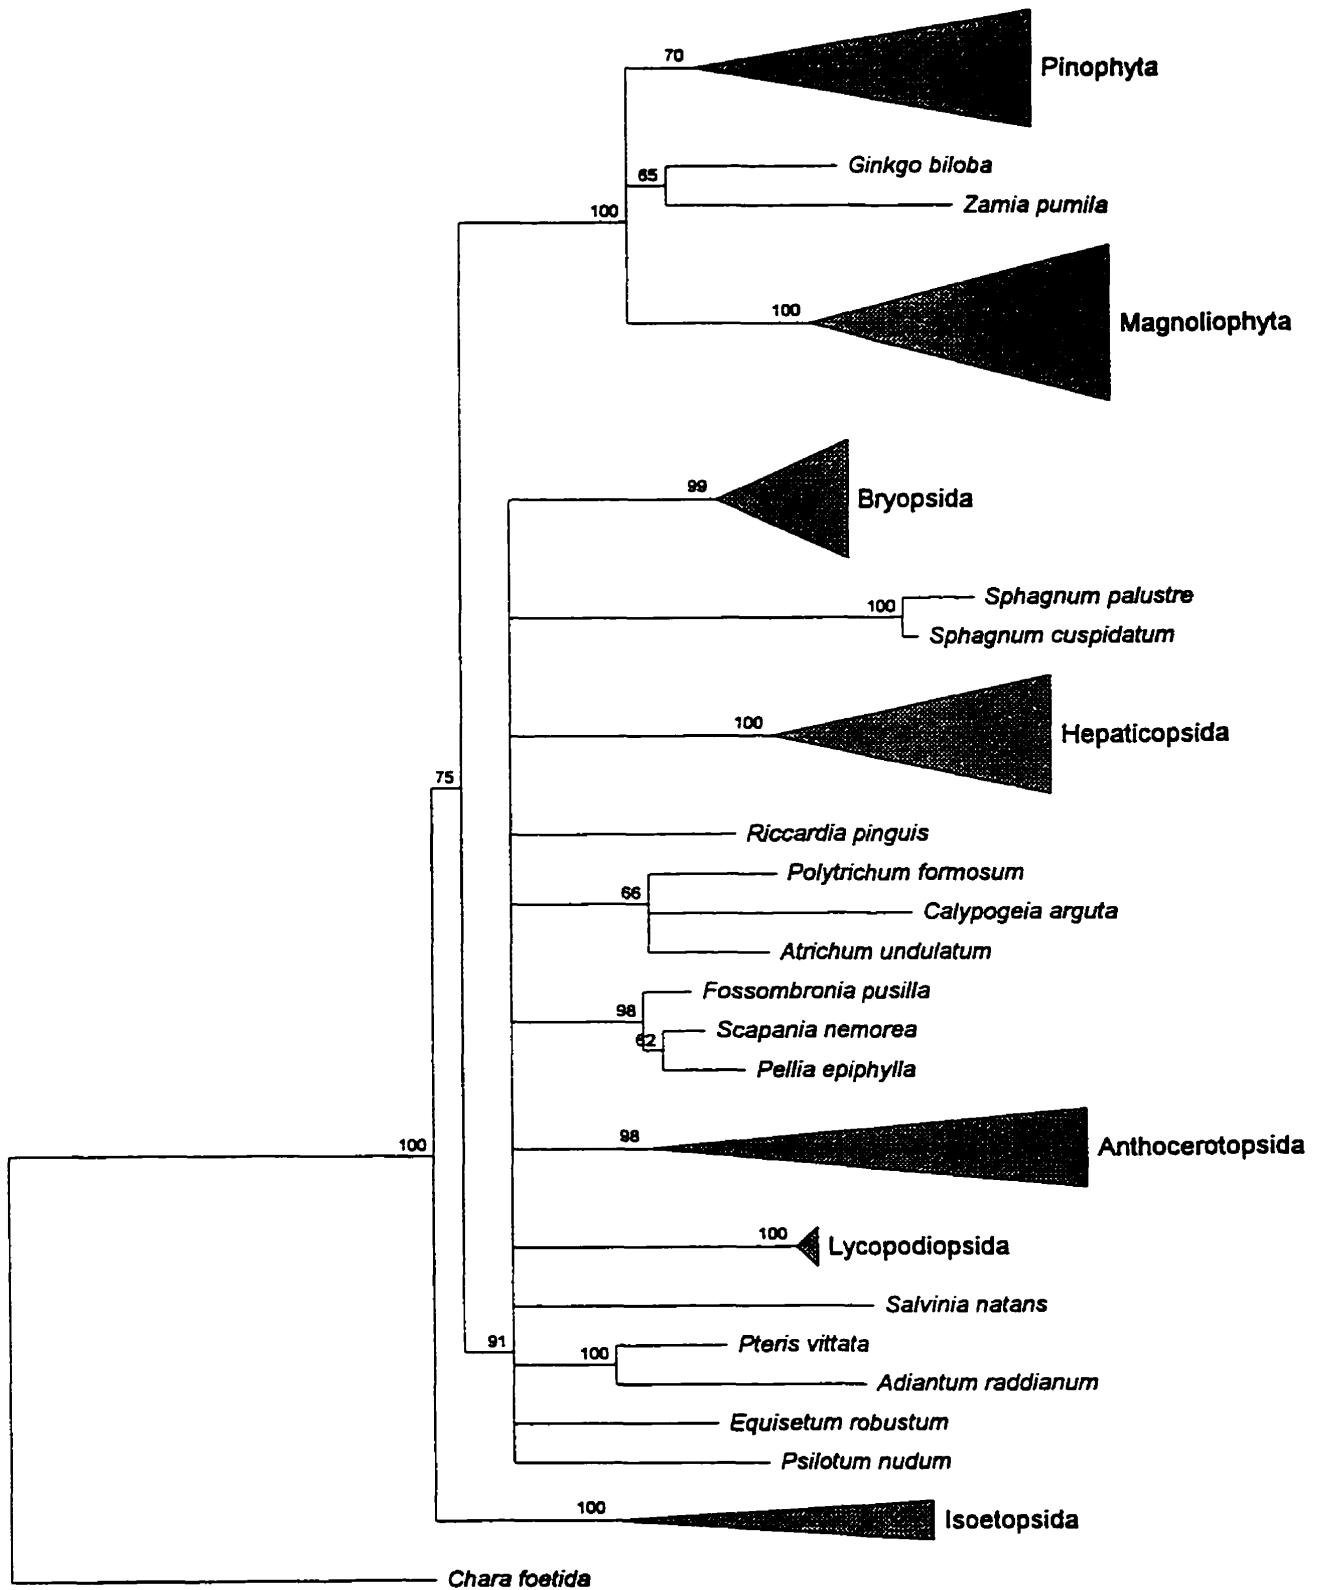 70
Pinophyta
Ginkgo biloba
65
Zamia pumila
100
100
Magnoliophyta
99
Bryopsida
Sphagnum palustre
100
Sphagnum cuspidatum
100
Hepaticopsida
75
Riccardia pinguis
Polytrichum formosum
66
Calypogeia arguta
Atrichum undulatum
Fossombronia pusilla
98
Scapania nemorea
62
Pellia epiphylla
98
100
Anthocerotopsida
100
Lycopodiopsida
Salvinia natans
91
Pteris vittata
100
Adiantum raddianum
Equisetum robustum
Psilotum nudum
100
Isoetopsida
Chara foetida